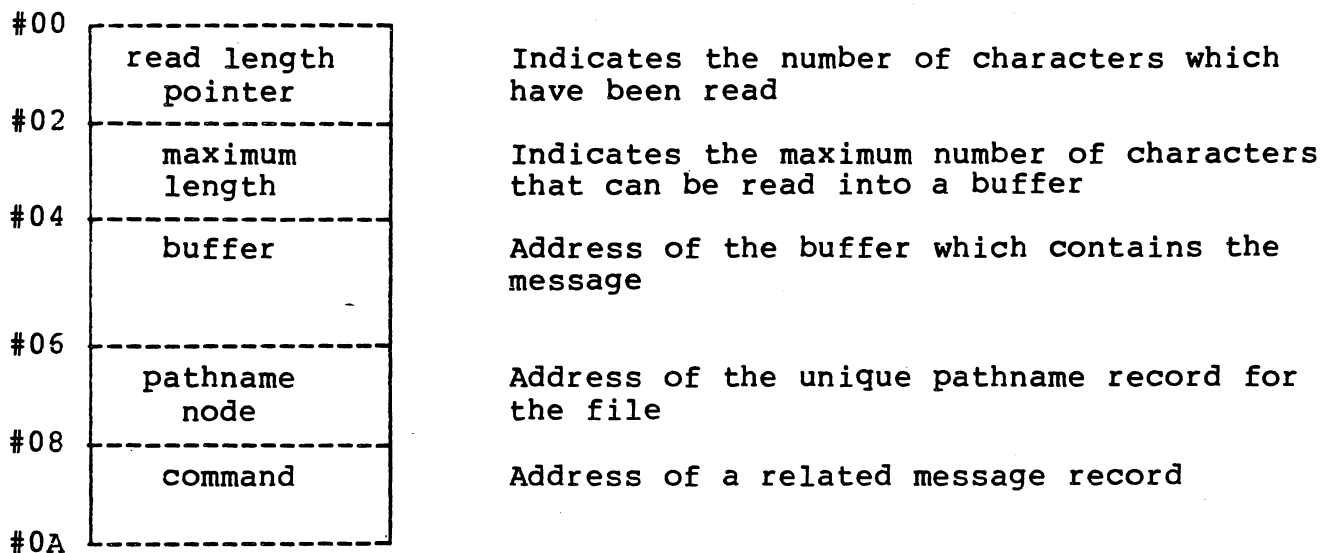 #00
read length
pointer
Indicates the number of characters which
have been read
#02
maximum
length
Indicates the maximum number of characters
that can be read into a buffer
#04
buffer
Address of the buffer which contains the
message
#06
pathname
node
Address of the unique pathname record for
the file
#08
command
Address of a related message record
#0A